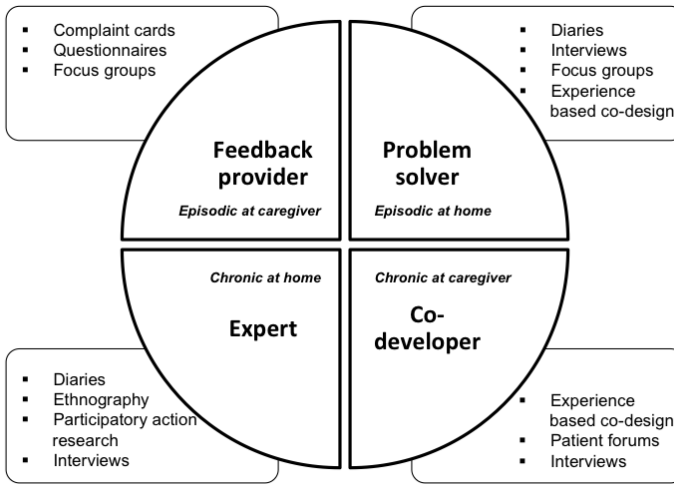 ▪ Complaint cards
▪ Questionnaires
▪ Focus groups
▪ Diaries
▪ Interviews
▪ Focus groups
▪ Experience
based co-design
Feedback
provider
Episodic at caregiver
Problem
solver
Episodic at home
Chronic at home
Expert
Chronic at caregiver
Co-
developer
▪ Diaries
▪ Ethnography
▪ Participatory action
research
▪ Interviews
▪ Experience
based co-design
▪ Patient forums
▪ Interviews